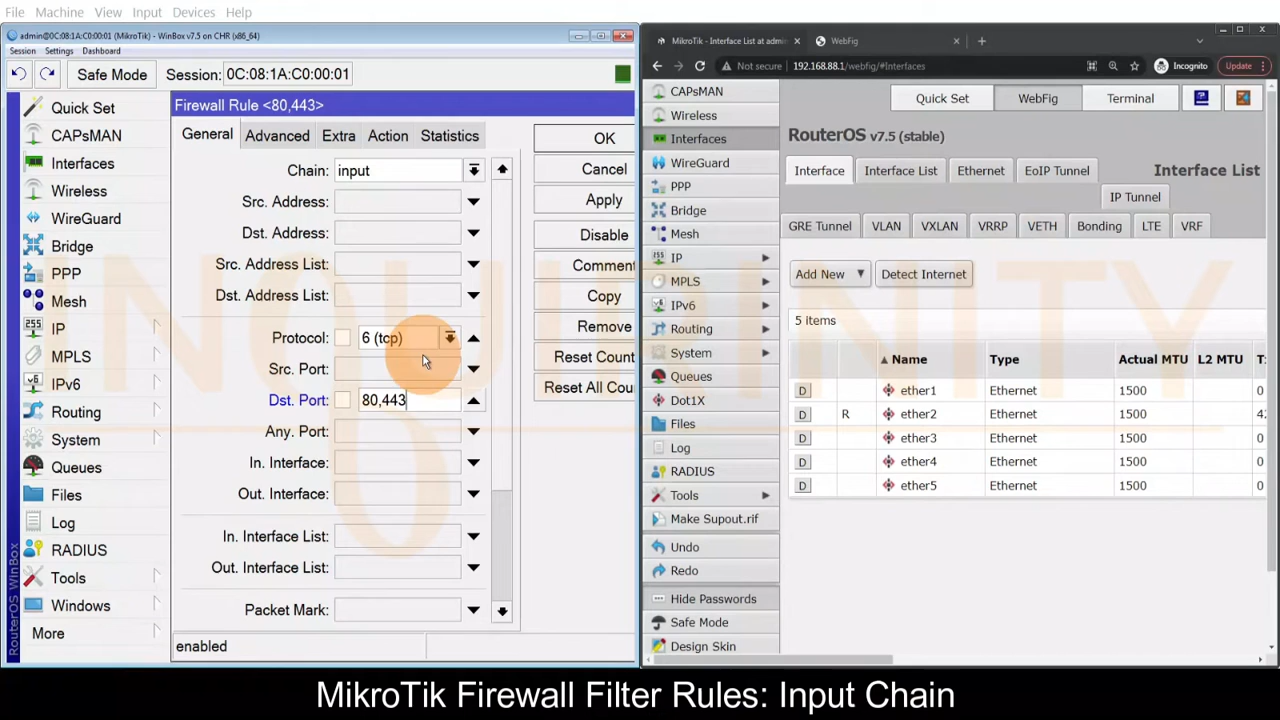 File Machine View Input Devices Help
admin@0C:08:1A:C0:00:01 (MikroTik) - WinBox v7.5 on CHR (x86_64)
Session Settings Dashboard
Safe Mode Session: 0C:08:1A:C0:00:01
Quick Set
CAPsMAN
Interfaces
Wireless
WireGuard
Bridge
PPP
Mesh
IP
MPLS
IPv6
Routing
System
Queues
Files
Log
RADIUS
Tools
Windows
More
RouterOS WinBox
Firewall Rule <80,443>
General Advanced Extra Action Statistics
Chain: input
Src. Address:
Dst. Address:
Src. Address List:
Dst. Address List:
Protocol: 6 (tcp)
Src. Port:
Dst. Port: 80,443
Any. Port:
In. Interface:
Out. Interface:
In. Interface List:
Out. Interface List:
Packet Mark:
enabled
OK
Cancel
Apply
Disable
Comment
Copy
Remove
Reset Count
Reset All Cou
MikroTik - Interface List at admi
WebFig
Not secure 192.168.88.1/webfig/#Interfaces Incognito Update
CAPsMAN
Wireless
Interfaces
WireGuard
PPP
Bridge
Mesh
IP
MPLS
IPv6
Routing
System
Queues
Dot1X
Files
Log
RADIUS
Tools
Make Supout.rif
Undo
Redo
Hide Passwords
Safe Mode
Design Skin
Quick Set WebFig Terminal
RouterOS v7.5 (stable)
Interface Interface List Ethernet EoIP Tunnel Interface List
IP Tunnel
GRE Tunnel VLAN VXLAN VRRP VETH Bonding LTE VRF
Add New Detect Internet
5 items
Name Type Actual MTU L2 MTU
D ether1 Ethernet 1500 0
D R ether2 Ethernet 1500
D ether3 Ethernet 1500 0
D ether4 Ethernet 1500 0
D ether5 Ethernet 1500 0
MikroTik Firewall Filter Rules: Input Chain